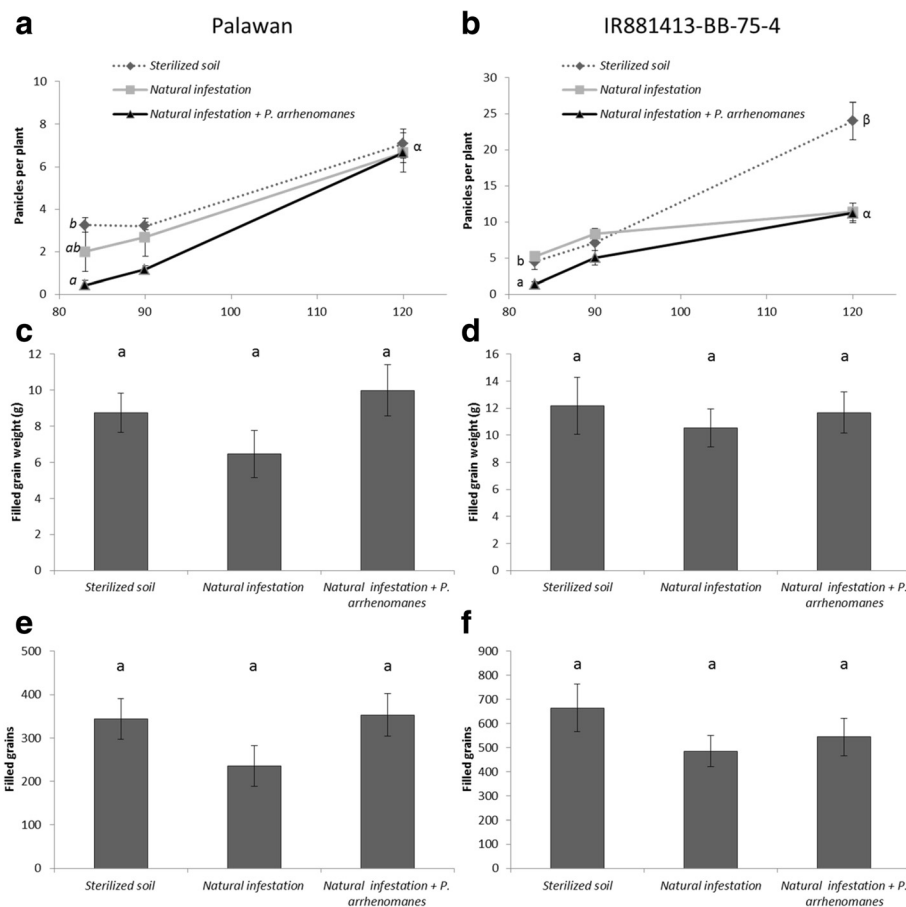 a
Palawan
Sterilized soil
Natural infestation
Natural infestation + P. arrhenomanes
Panicles per plant
10
8
6
4
2
0
80
90
100
110
120
b
ab
a
α
b
IR881413-BB-75-4
Sterilized soil
Natural infestation
Natural infestation + P. arrhenomanes
Panicles per plant
30
25
20
15
10
5
0
80
90
100
110
120
b
a
β
α
c
Filled grain weight (g)
12
10
8
6
4
2
0
a
a
a
Sterilized soil
Natural infestation
Natural infestation + P.
arrhenomanes
d
Filled grain weight (g)
16
14
12
10
8
6
4
2
0
a
a
a
Sterilized soil
Natural infestation
Natural infestation + P.
arrhenomanes
e
Filled grains
500
400
300
200
100
0
a
a
a
Sterilized soil
Natural infestation
Natural infestation + P.
arrhenomanes
f
Filled grains
900
800
700
600
500
400
300
200
100
0
a
a
a
Sterilized soil
Natural infestation
Natural infestation + P.
arrhenomanes